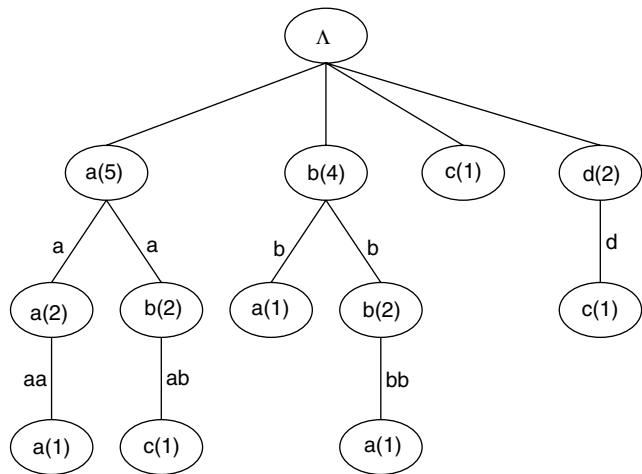 Λ
a(5) b(4) c(1) d(2)
a a b b d
a(2) b(2) a(1) b(2) c(1)
aa ab bb
a(1) c(1) a(1)